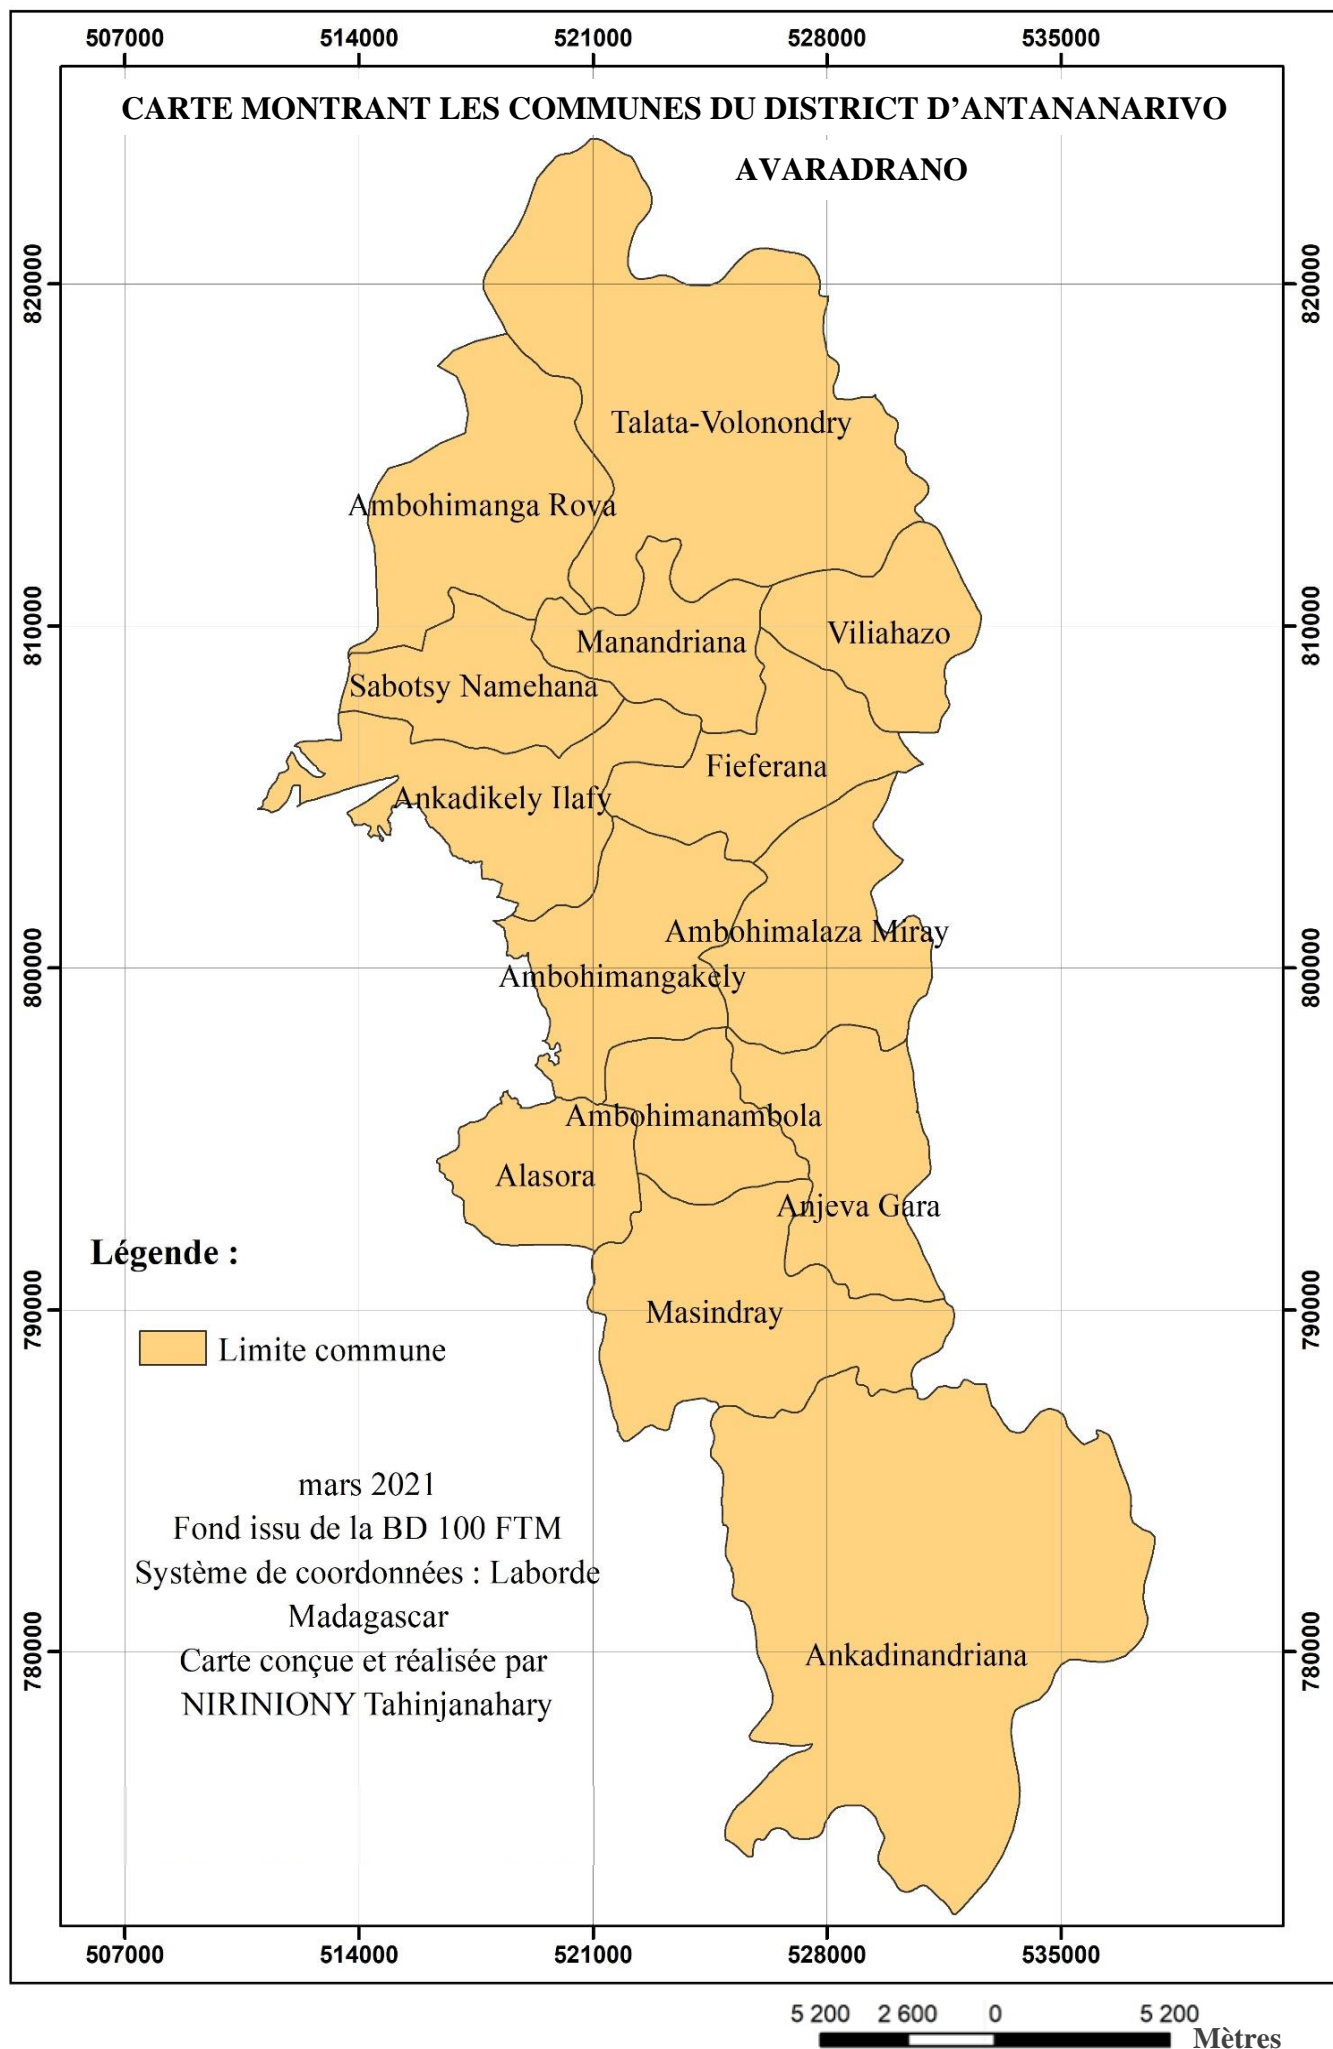 507000 514000 521000 528000 535000
CARTE MONTRANT LES COMMUNES DU DISTRICT D'ANTANANARIVO
AVARADRANO
820000 820000
Talata-Volonondry
Ambohimanga Rova
810000 810000
Viliahazo
Manandriana
Sabotsy Namehana
Fieferana
Ankadikely Ilafy
Ambohimalaza Miray
800000 800000
Ambohimangakely
Ambohimanambola
Alasora
Anjeva Gara
Légende :
790000 790000
Masindray
Limite commune
mars 2021
Fond issu de la BD 100 FTM
Système de coordonnées : Laborde
Madagascar
780000 780000
Ankadinandriana
Carte conçue et réalisée par
NIRINIONY Tahinjanahary
507000 514000 521000 528000 535000
5 200 2 600 0 5 200
Mètres